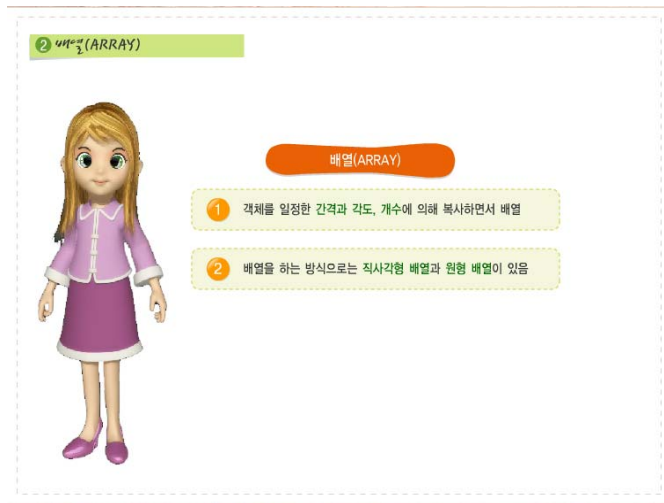 2 배열(ARRAY)
배열(ARRAY)
1 객체를 일정한 간격과 각도, 개수에 의해 복사하면서 배열
2 배열을 하는 방식으로는 직사각형 배열과 원형 배열이 있음